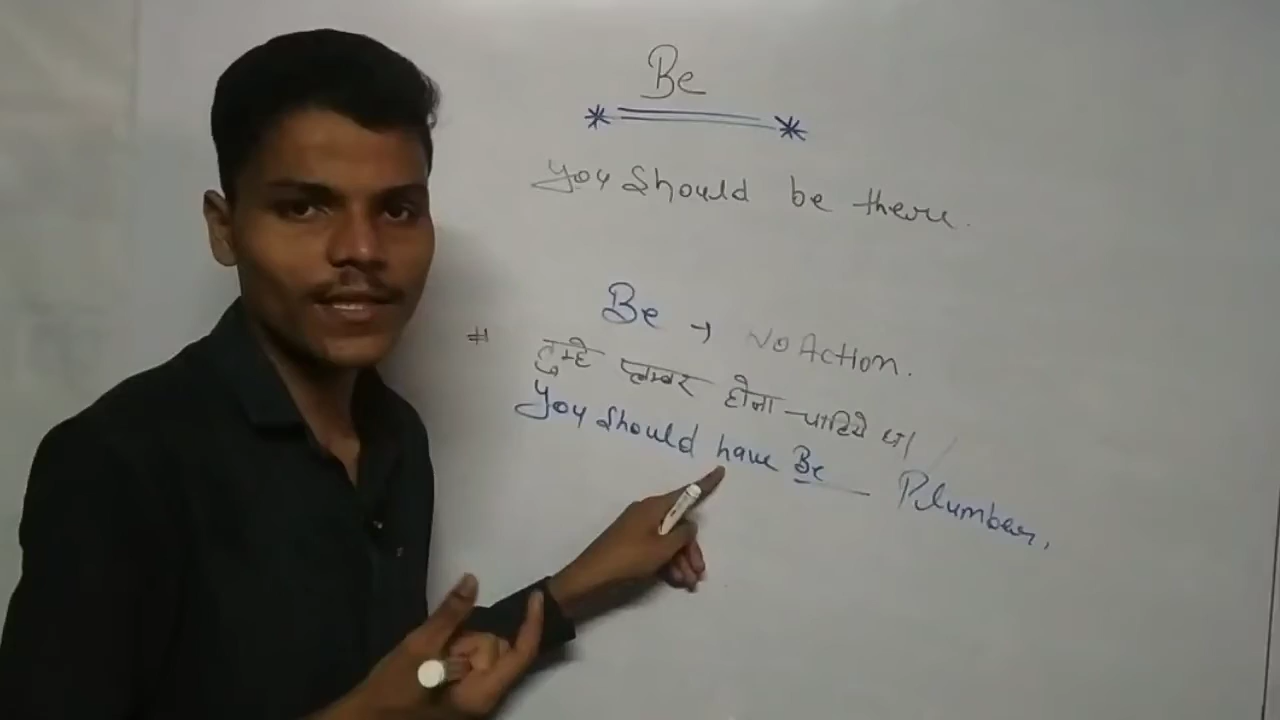 Be
You Should be there.
Be → No Action.
# तुम्हे प्लम्बर होना चाहिये था।
You Should have Be Plumber.